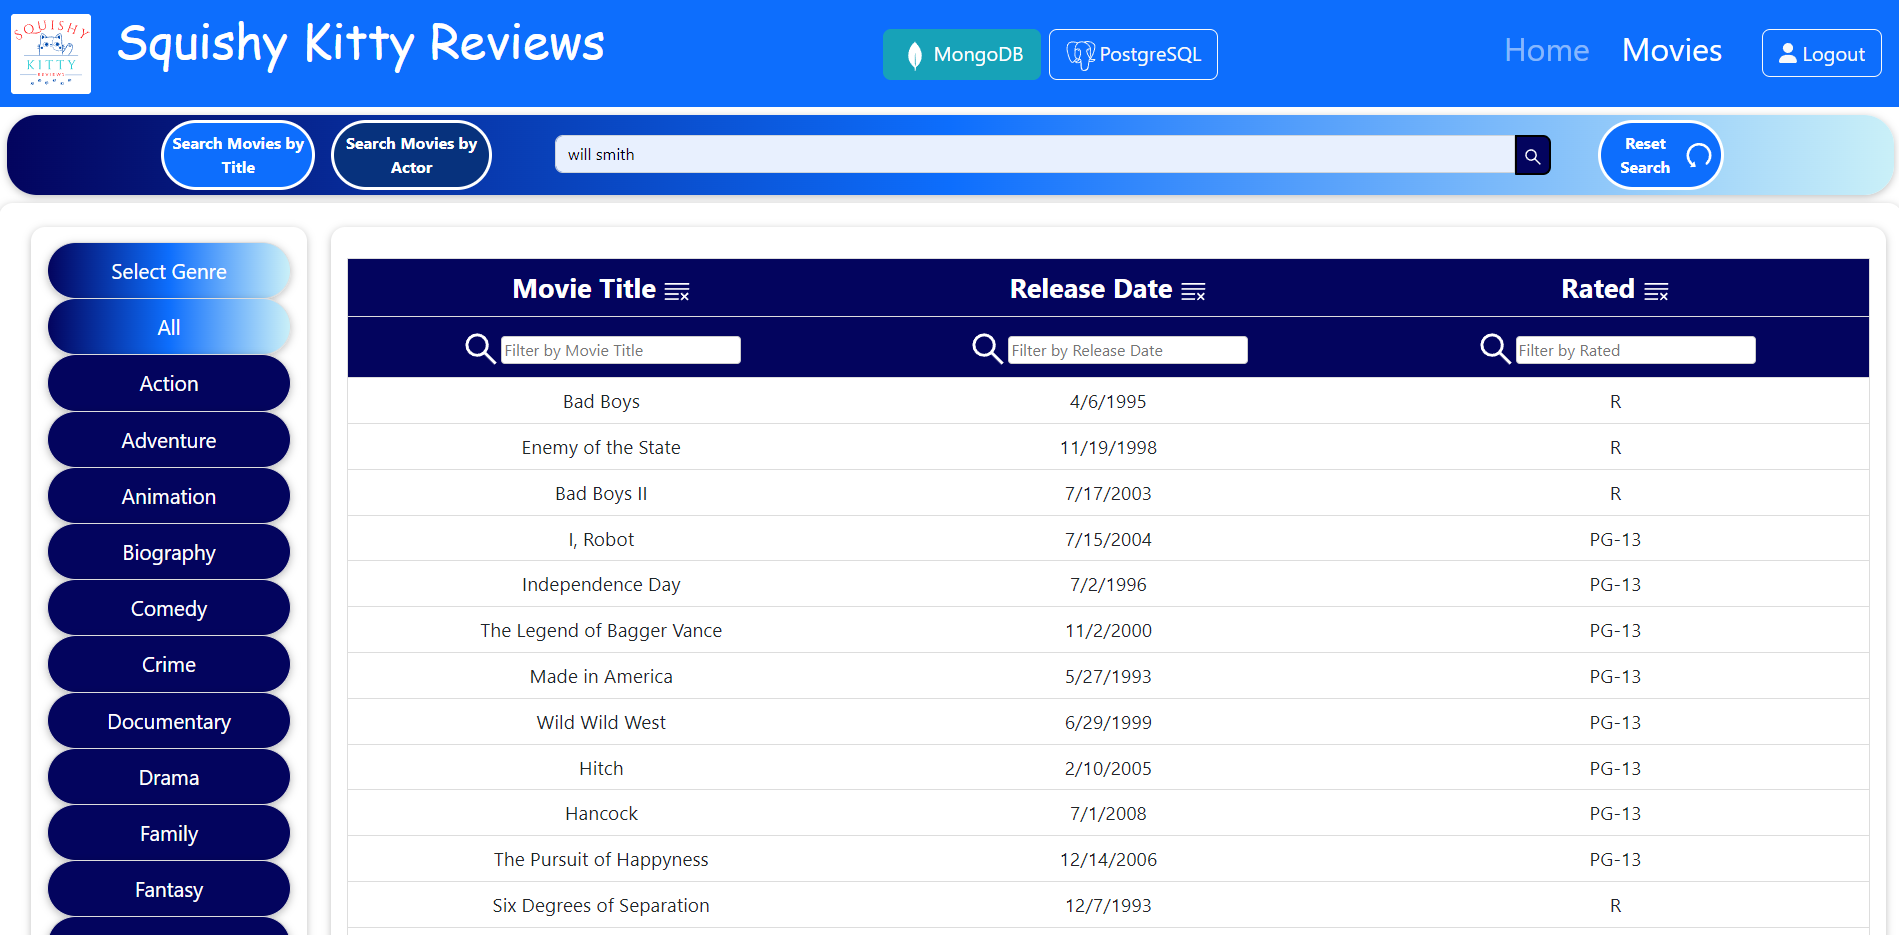 SQUISHY
KITTY
REVIEWS
Squishy Kitty Reviews
MongoDB
PostgreSQL
Home
Movies
Logout
Search Movies by
Title
Search Movies by
Actor
will smith
Reset
Search
Select Genre
All
Action
Adventure
Animation
Biography
Comedy
Crime
Documentary
Drama
Family
Fantasy
Movie Title Release Date Rated
Filter by Movie Title Filter by Release Date Filter by Rated
Bad Boys 4/6/1995 R
Enemy of the State 11/19/1998 R
Bad Boys II 7/17/2003 R
I, Robot 7/15/2004 PG-13
Independence Day 7/2/1996 PG-13
The Legend of Bagger Vance 11/2/2000 PG-13
Made in America 5/27/1993 PG-13
Wild Wild West 6/29/1999 PG-13
Hitch 2/10/2005 PG-13
Hancock 7/1/2008 PG-13
The Pursuit of Happyness 12/14/2006 PG-13
Six Degrees of Separation 12/7/1993 R